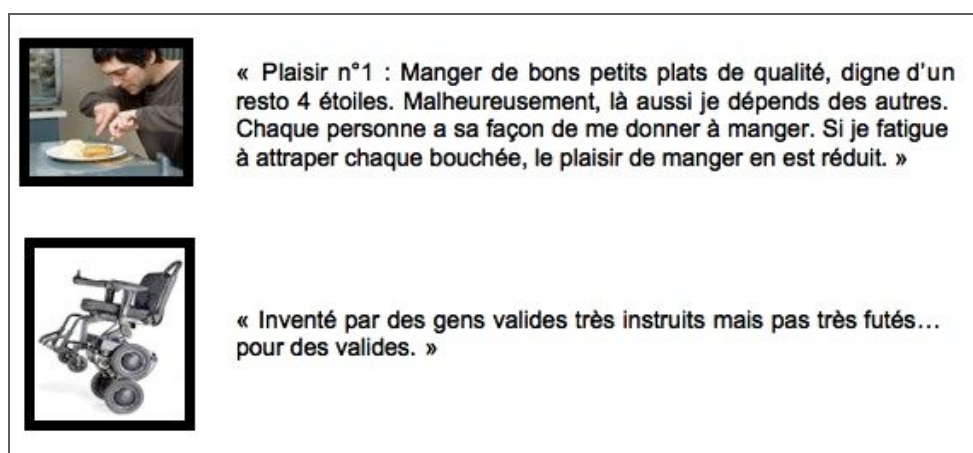 « Plaisir n°1 : Manger de bons petits plats de qualité, digne d'un
resto 4 étoiles. Malheureusement, là aussi je dépends des autres.
Chaque personne a sa façon de me donner à manger. Si je fatigue
à attraper chaque bouchée, le plaisir de manger en est réduit. »
« Inventé par des gens valides très instruits mais pas très futés…
pour des valides. »